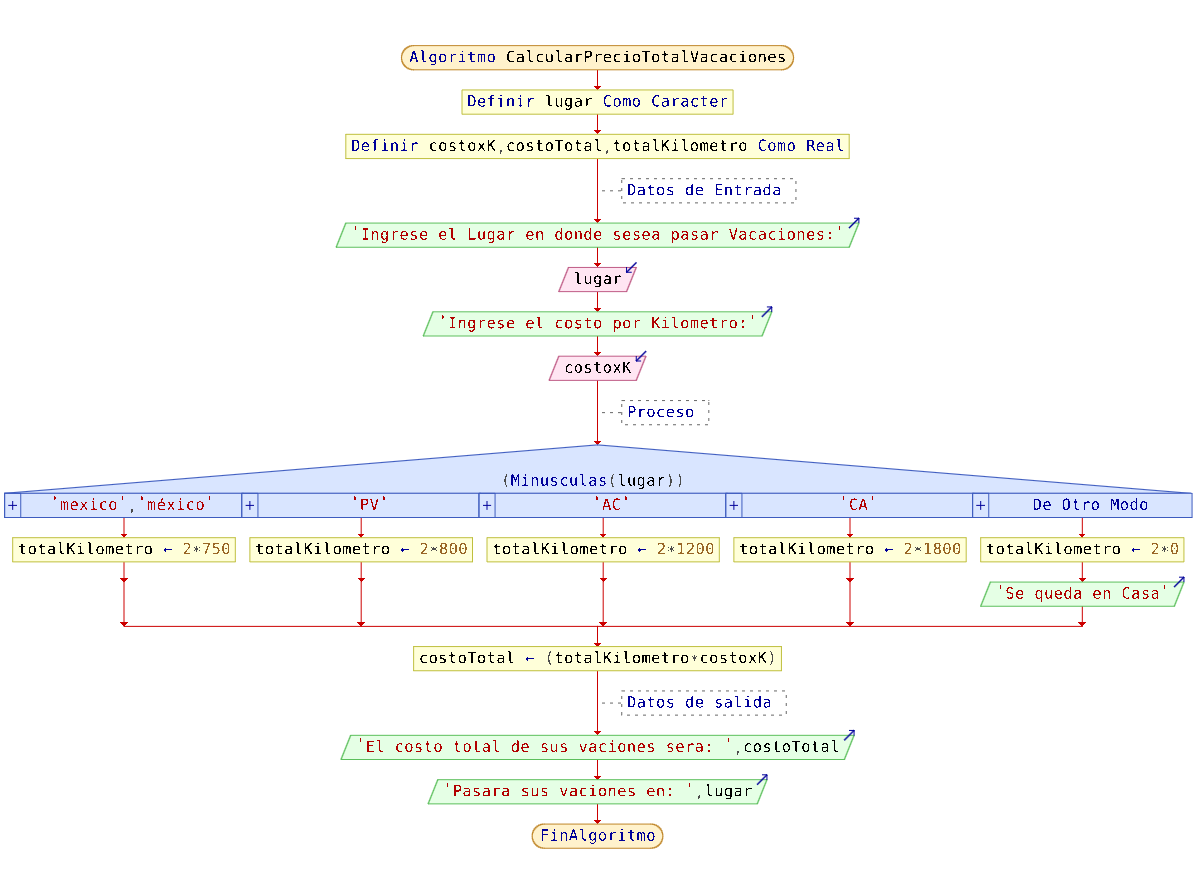 Algoritmo CalcularPrecioTotalVacaciones
Definir lugar Como Caracter
Definir costoxK,costoTotal,totalKilometro Como Real
Datos de Entrada
'Ingrese el Lugar en donde sesea pasar Vacaciones:'
lugar
'Ingrese el costo por Kilometro:'
costoxK
Proceso
(Minusculas(lugar))
+ 'mexico','méxico' + 'PV' + 'AC' + 'CA' + De Otro Modo
totalKilometro ← 2*750 totalKilometro ← 2*800 totalKilometro ← 2*1200 totalKilometro ← 2*1800 totalKilometro ← 2*0
'Se queda en Casa'
costoTotal ← (totalKilometro*costoxK)
Datos de salida
'El costo total de sus vaciones sera: ',costoTotal
'Pasara sus vaciones en: ',lugar
FinAlgoritmo